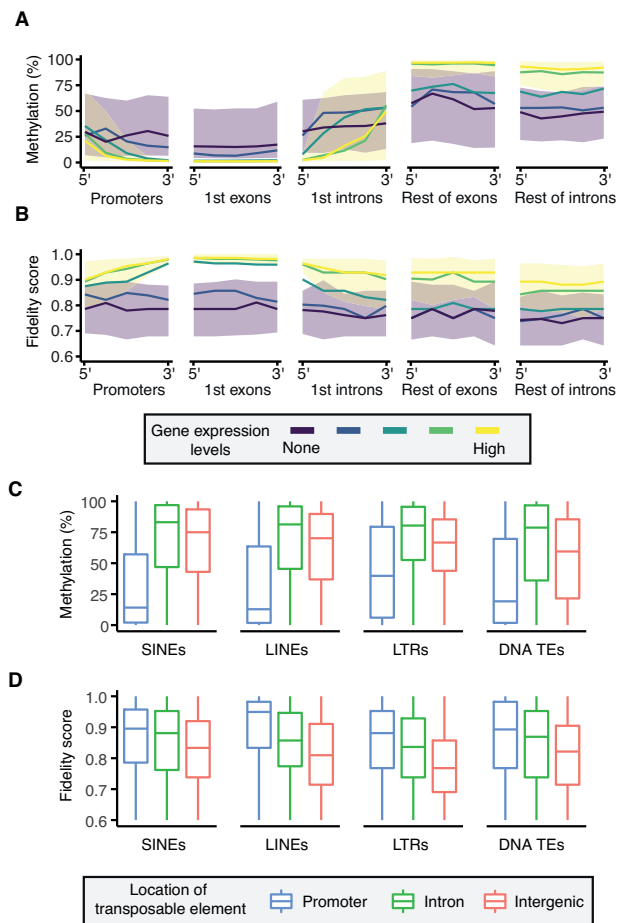 A
Methylation (%)
100
75
50
25
0
5' 3' 5' 3' 5' 3' 5' 3' 5' 3'
Promoters 1st exons 1st introns Rest of exons Rest of introns
B
Fidelity score
1.0
0.9
0.8
0.7
0.6
5' 3' 5' 3' 5' 3' 5' 3' 5' 3'
Promoters 1st exons 1st introns Rest of exons Rest of introns
Gene expression
levels
None High
C
Methylation (%)
100
75
50
25
0
SINEs LINEs LTRs DNA TEs
D
Fidelity score
1.0
0.9
0.8
0.7
0.6
SINEs LINEs LTRs DNA TEs
Location of
transposable element
Promoter Intron Intergenic